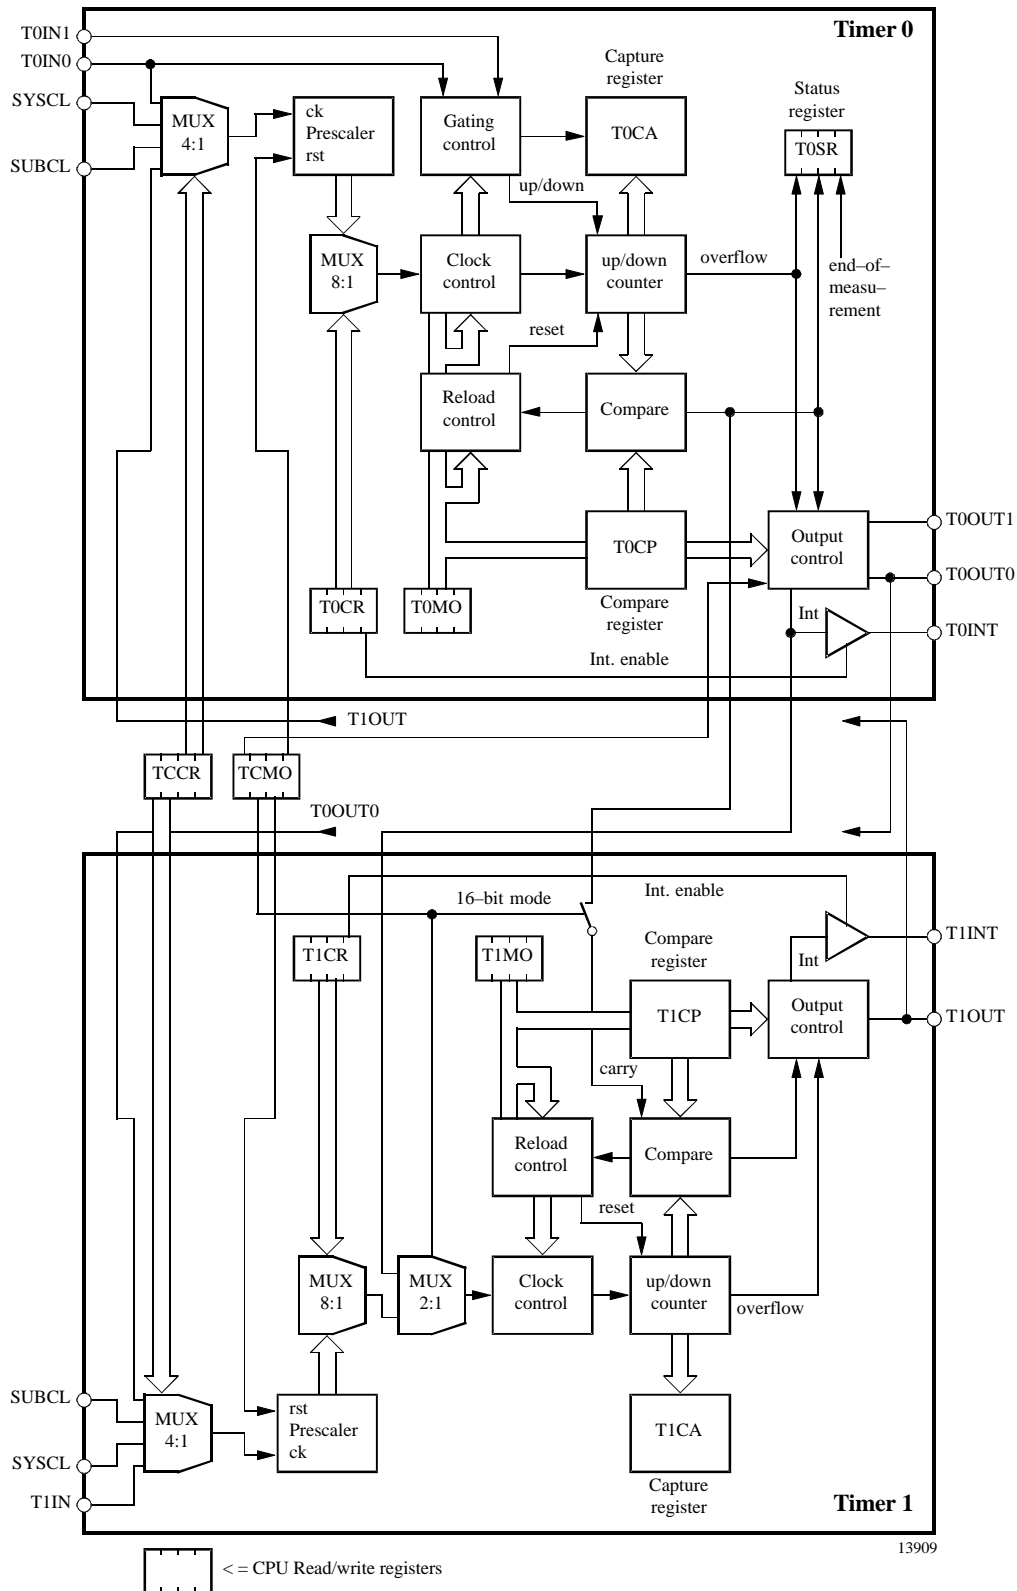 Timer 0
T0IN1
T0IN0
SYSCL
SUBCL
MUX
4:1
ck
Prescaler
rst
Gating
control
Capture
register
T0CA
Status
register
T0SR
up/down
MUX
8:1
Clock
control
up/down
counter
overflow
end–of–
measu–
rement
reset
Reload
control
Compare
T0CP
Compare
register
Output
control
T0OUT1
T0OUT0
T0CR
T0MO
Int
T0INT
Int. enable
T1OUT
TCCR
TCMO
T0OUT0
Int. enable
16–bit mode
T1CR
T1MO
Compare
register
T1CP
Int
T1INT
Output
control
T1OUT
carry
Reload
control
Compare
reset
MUX
8:1
MUX
2:1
Clock
control
up/down
counter
overflow
SUBCL
SYSCL
T1IN
MUX
4:1
rst
Prescaler
ck
T1CA
Capture
register
Timer 1
13909
< = CPU Read/write registers